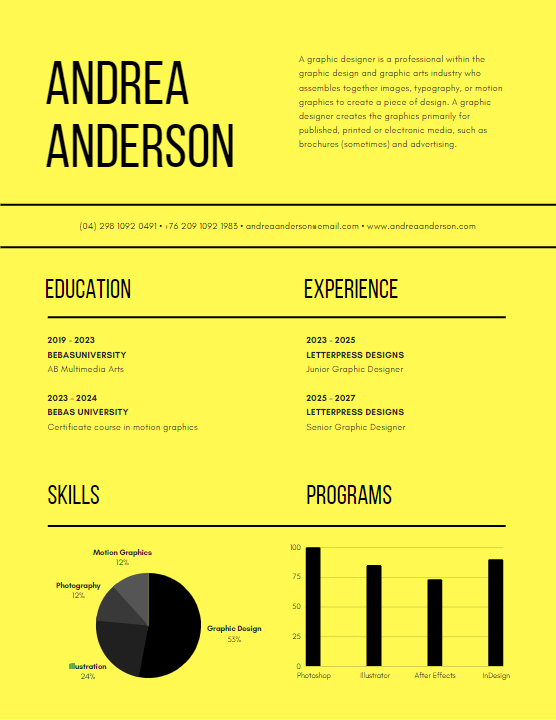 ANDREA
ANDERSON
A graphic designer is a professional within the
graphic design and graphic arts industry who
assembles together images, typography, or motion
graphics to create a piece of design. A graphic
designer creates the graphics primarily for
published, printed or electronic media, such as
brochures (sometimes) and advertising.
(04) 298 1092 0491 • +76 209 1092 1983 • andreaanderson@email.com • www.andreaanderson.com
EDUCATION
2019 - 2023
BEBASUNIVERSITY
AB Multimedia Arts
2023 - 2024
BEBAS UNIVERSITY
Certificate course in motion graphics
EXPERIENCE
2023 - 2025
LETTERPRESS DESIGNS
Junior Graphic Designer
2025 - 2027
LETTERPRESS DESIGNS
Senior Graphic Designer
SKILLS
Motion Graphics
12%
Photography
12%
Graphic Design
53%
Illustration
24%
PROGRAMS
100
75
50
25
0
Photoshop
Illustrator
After Effects
InDesign